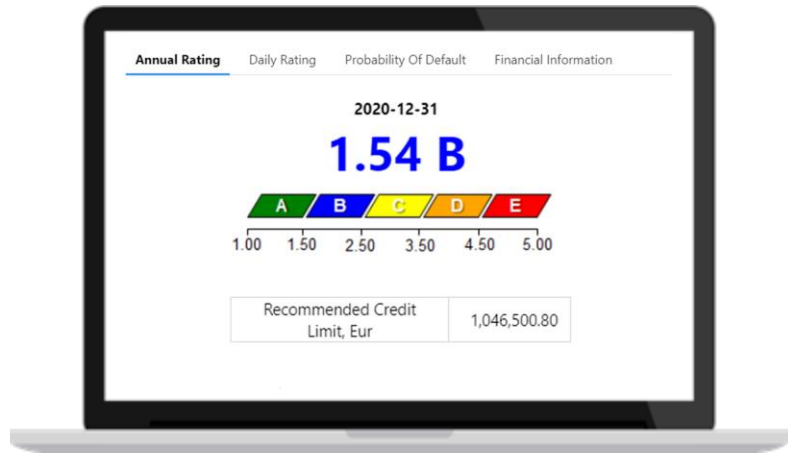 Annual Rating Daily Rating Probability Of Default Financial Information
2020-12-31
1.54 B
A B C D E
1.00 1.50 2.50 3.50 4.50 5.00
Recommended Credit
Limit, Eur
1,046,500.80